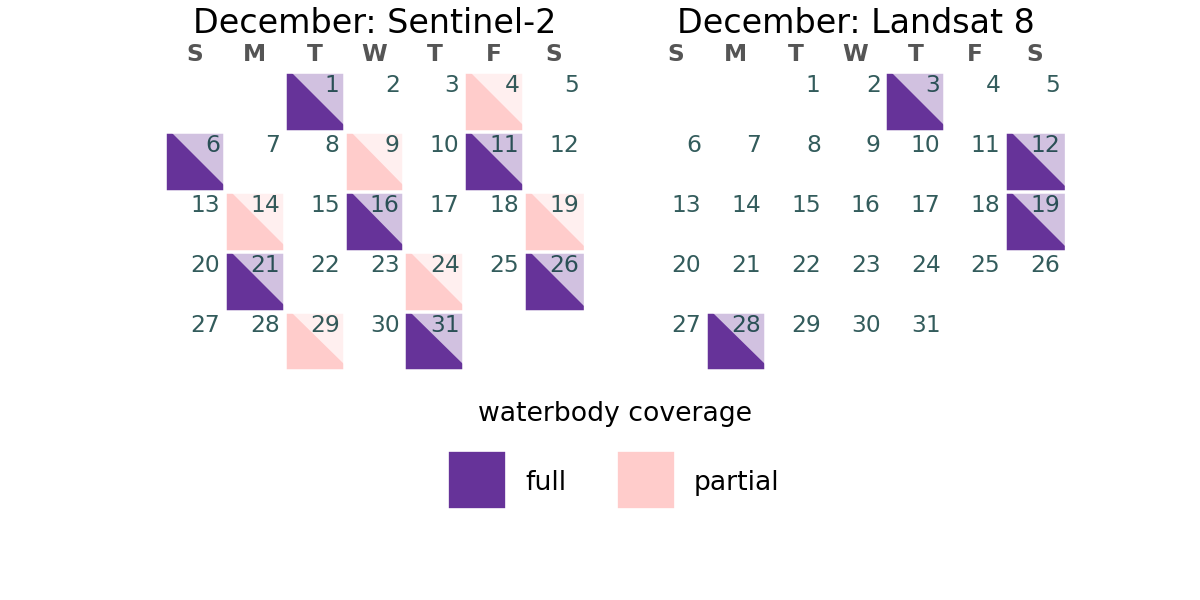 December: Sentinel-2
S M T W T F S
1 2 3 4 5
6 7 8 9 10 11 12
13 14 15 16 17 18 19
20 21 22 23 24 25 26
27 28 29 30 31
December: Landsat 8
S M T W T F S
1 2 3 4 5
6 7 8 9 10 11 12
13 14 15 16 17 18 19
20 21 22 23 24 25 26
27 28 29 30 31
waterbody coverage
full
partial